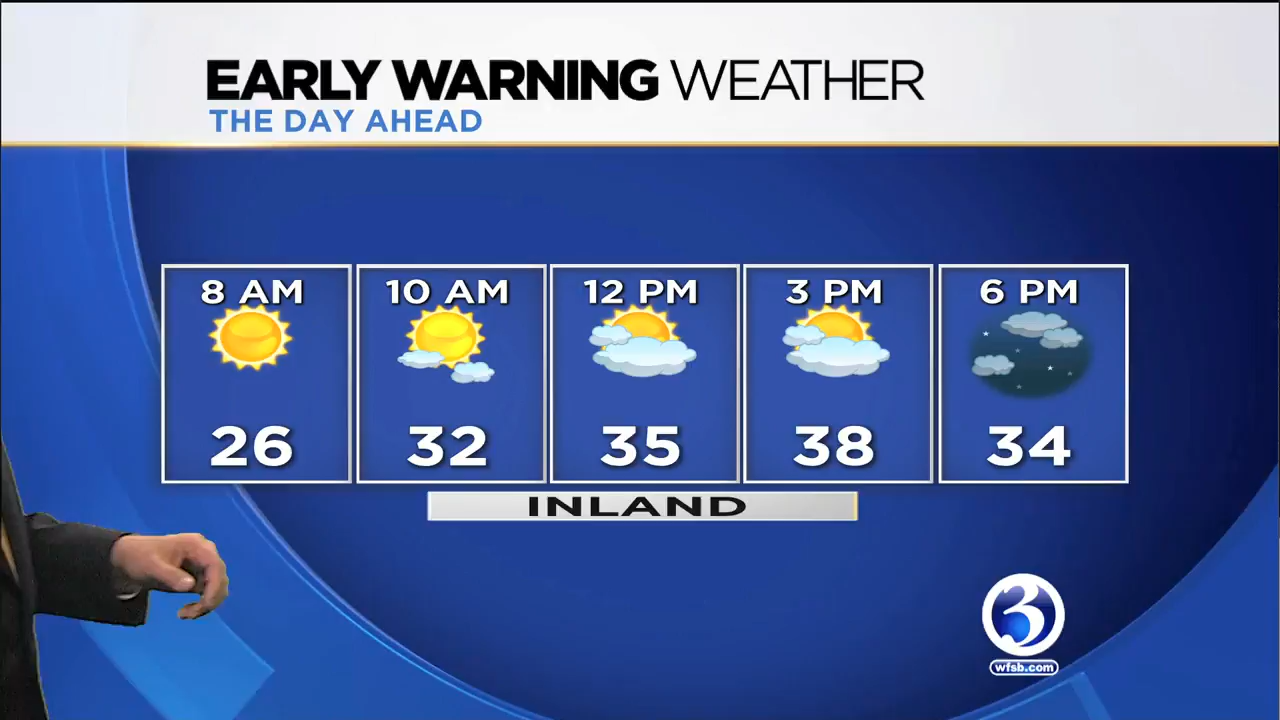 EARLY WARNING WEATHER
THE DAY AHEAD
8 AM
10 AM
12 PM
3 PM
6 PM
26
32
35
38
34
INLAND
3
wfsb.com